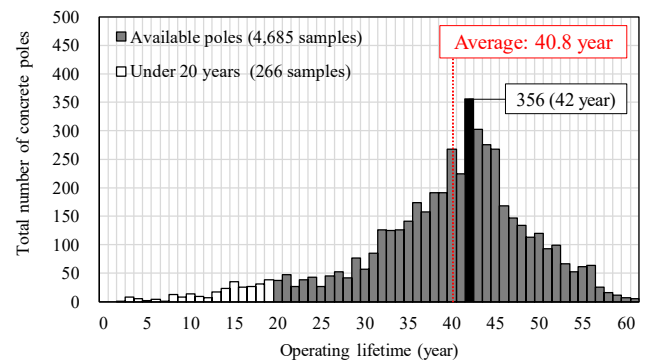 500
450
400
350
300
250
200
150
100
50
0
Total number of concrete poles
Available poles (4,685 samples)
Under 20 years (266 samples)
Average: 40.8 year
356 (42 year)
0 5 10 15 20 25 30 35 40 45 50 55 60
Operating lifetime (year)